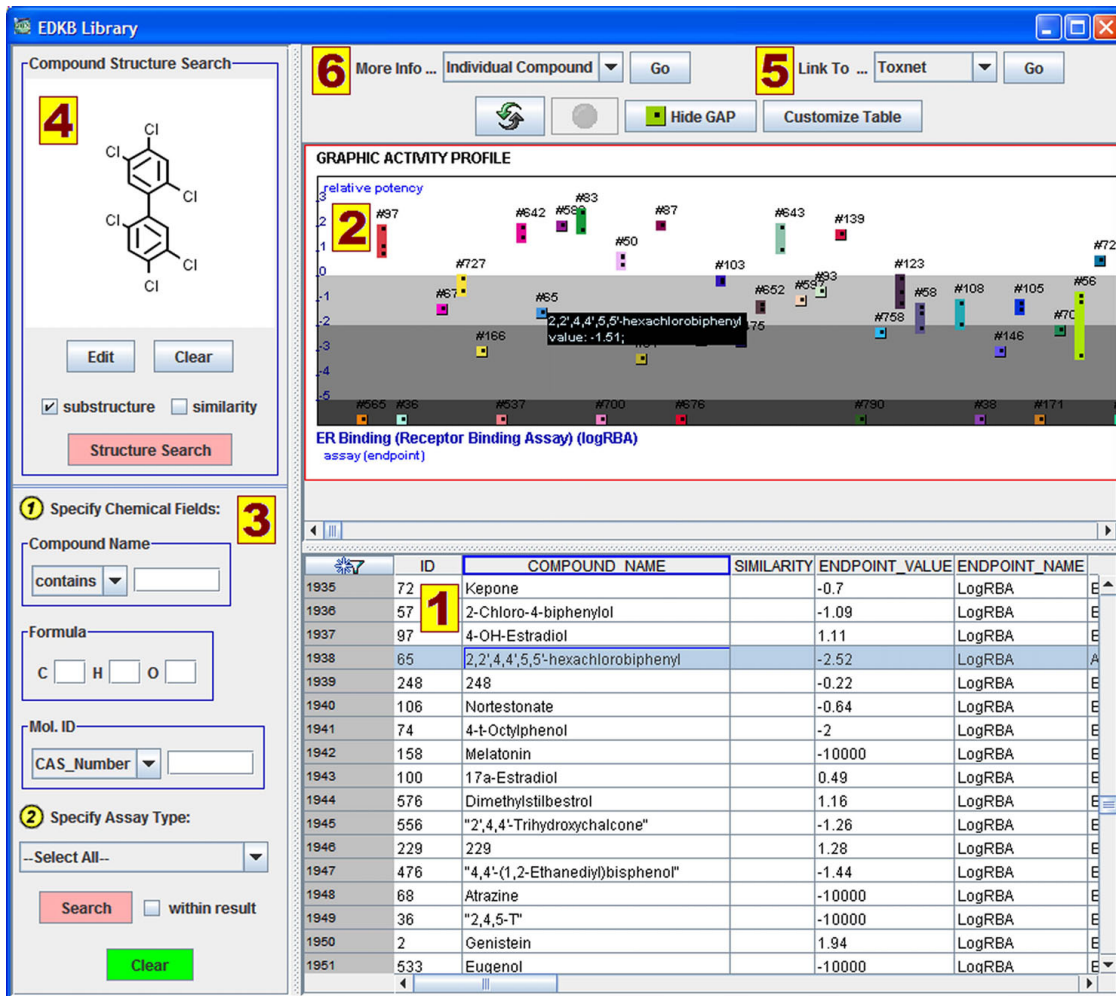 EDKB Library
Compound Structure Search
4
Cl
Cl
Cl
Cl
Cl
Cl
Edit Clear
substructure similarity
Structure Search
1 Specify Chemical Fields:
3
Compound Name
contains
Formula
C H O
Mol. ID
CAS_Number
2 Specify Assay Type:
--Select All--
Search within result
Clear
6 More Info ... Individual Compound Go
5 Link To ... Toxnet Go
Hide GAP Customize Table
GRAPHIC ACTIVITY PROFILE
relative potency
2
3
2
1
0
-1
-2
-3
-4
-5
#97 #642 #83 #87 #643 #139
#50 #72
#727 #103 #93 #123 #56
#67 #65 #652 #58 #108 #105
#166 #758 #146
2,2',4,4',5,5'-hexachlorobiphenyl
value: -1.51;
#565 #36 #537 #700 #676 #790 #38 #171
ER Binding (Receptor Binding Assay) (logRBA)
assay (endpoint)
1
ID COMPOUND_NAME SIMILARITY ENDPOINT_VALUE ENDPOINT_NAME
1935 72 Kepone -0.7 LogRBA E
1936 57 2-Chloro-4-biphenylol -1.09 LogRBA E
1937 97 4-OH-Estradiol 1.11 LogRBA E
1938 65 2,2',4,4',5,5'-hexachlorobiphenyl -2.52 LogRBA A
1939 248 248 -0.22 LogRBA E
1940 106 Nortestonate -0.64 LogRBA E
1941 74 4-t-Octylphenol -2 LogRBA E
1942 158 Melatonin -10000 LogRBA E
1943 100 17a-Estradiol 0.49 LogRBA E
1944 576 Dimethylstilbestrol 1.16 LogRBA E
1945 556 "2',4,4'-Trihydroxychalcone" -1.26 LogRBA E
1946 229 229 1.28 LogRBA E
1947 476 "4,4'-(1,2-Ethanediyl)bisphenol" -1.44 LogRBA E
1948 68 Atrazine -10000 LogRBA E
1949 36 "2,4,5-T" -10000 LogRBA E
1950 2 Genistein 1.94 LogRBA E
1951 533 Eugenol -10000 LogRBA E